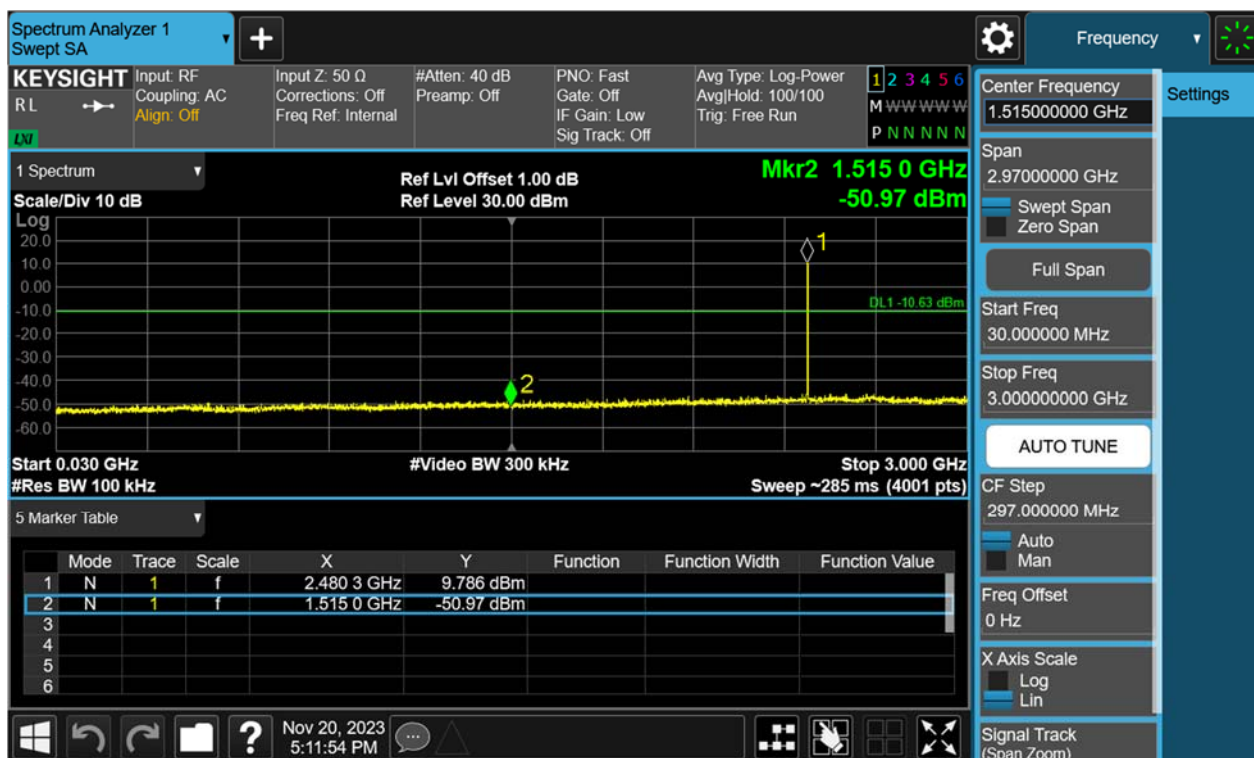 Spectrum Analyzer 1
Swept SA
Frequency
KEYSIGHT
R L
LXI
Input: RF
Coupling: AC
Align: Off
Input Z: 50 Ω
Corrections: Off
Freq Ref: Internal
#Atten: 40 dB
Preamp: Off
PNO: Fast
Gate: Off
IF Gain: Low
Sig Track: Off
Avg Type: Log-Power
Avg|Hold: 100/100
Trig: Free Run
1 2 3 4 5 6
M W W W W W
P N N N N N
1 Spectrum
Scale/Div 10 dB
Ref Lvl Offset 1.00 dB
Ref Level 30.00 dBm
Mkr2 1.515 0 GHz
-50.97 dBm
Log
20.0
10.0
0.00
-10.0
-20.0
-30.0
-40.0
-50.0
-60.0
1
DL1 -10.63 dBm
2
Start 0.030 GHz
#Res BW 100 kHz
#Video BW 300 kHz
Stop 3.000 GHz
Sweep ~285 ms (4001 pts)
5 Marker Table
Mode Trace Scale X Y Function Function Width Function Value
1 N 1 f 2.480 3 GHz 9.786 dBm
2 N 1 f 1.515 0 GHz -50.97 dBm
3
4
5
6
Nov 20, 2023
5:11:54 PM
Center Frequency
1.515000000 GHz
Settings
Span
2.97000000 GHz
Swept Span
Zero Span
Full Span
Start Freq
30.000000 MHz
Stop Freq
3.000000000 GHz
AUTO TUNE
CF Step
297.000000 MHz
Auto
Man
Freq Offset
0 Hz
X Axis Scale
Log
Lin
Signal Track
(Span Zoom)